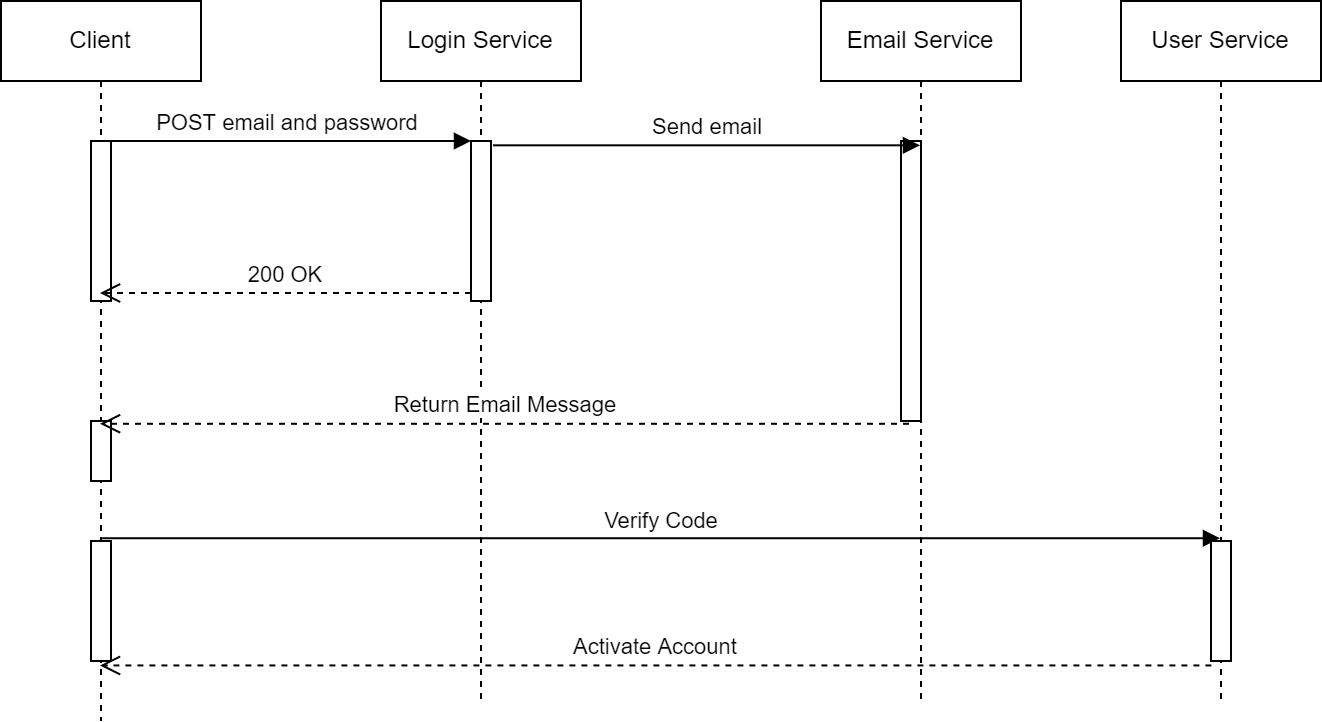 Client
Login Service
Email Service
User Service
POST email and password
Send email
200 OK
Return Email Message
Verify Code
Activate Account